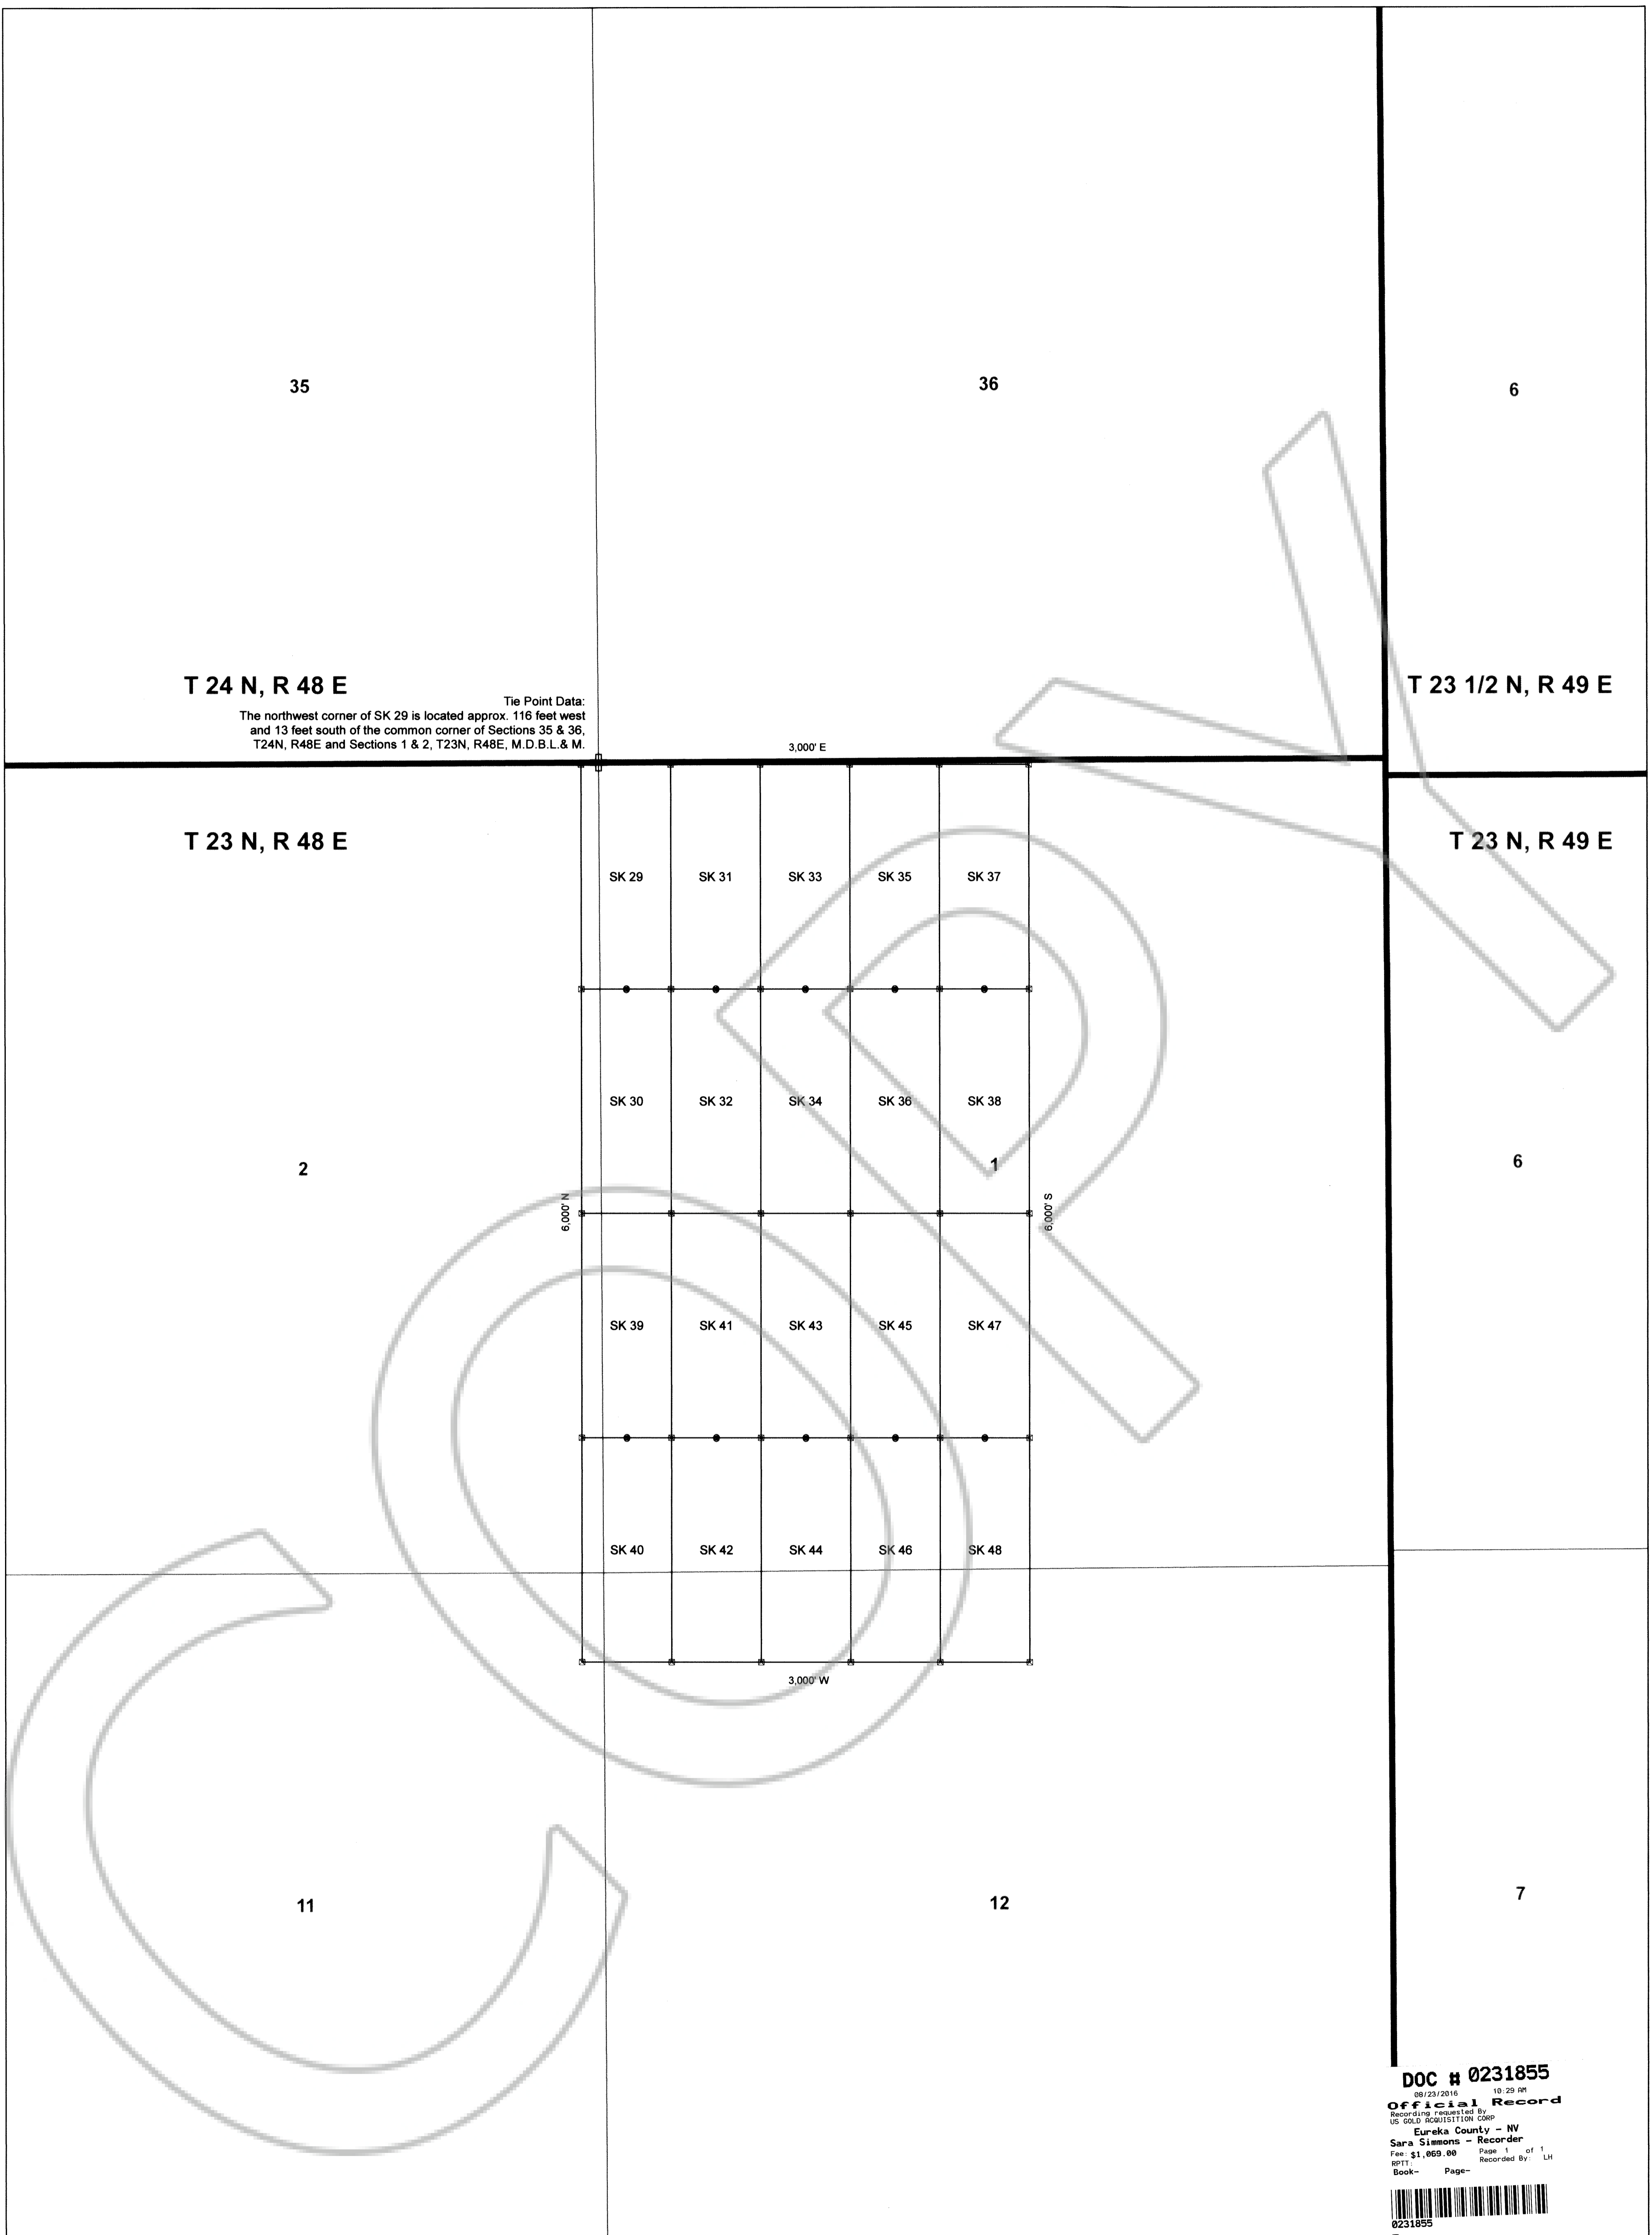 35
36
6
T 24 N, R 48 E
T 23 1/2 N, R 49 E
Tie Point Data:
The northwest corner of SK 29 is located approx. 116 feet west
and 13 feet south of the common corner of Sections 35 & 36,
T24N, R48E and Sections 1 & 2, T23N, R48E, M.D.B.L.& M.
3,000' E
T 23 N, R 48 E
T 23 N, R 49 E
SK 29 SK 31 SK 33 SK 35 SK 37
SK 30 SK 32 SK 34 SK 36 SK 38
2
1
6
6,000' N
6,000' S
SK 39 SK 41 SK 43 SK 45 SK 47
SK 40 SK 42 SK 44 SK 46 SK 48
3,000' W
11
12
7
COPY
DOC # 0231855
08/23/2016 10:29 AM
Official Record
Recording requested By
US GOLD ACQUISITION CORP
Eureka County - NV
Sara Simmons - Recorder
Fee: $1,069.00 Page 1 of 1
RPTT: Recorded By: LH
Book- Page-
0231855